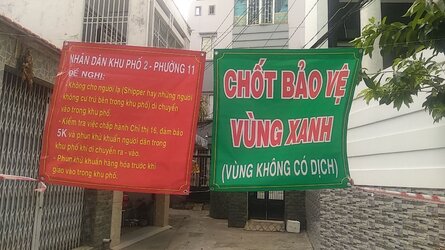 NHÂN DÂN KHU PHỐ 2 - PHƯỜNG 11
ĐỀ NGHỊ:
- Không cho người lạ (Shipper hay những người
không cư trú bên trong khu phố) di chuyển
vào trong khu phố
- Kiểm tra việc chấp hành Chỉ thị 16, đảm bảo
5K và phun khử khuẩn người dân trong
khu phố khi di chuyển ra - vào.
- Phun khử khuẩn hàng hóa trước khi
giao vào trong khu phố.
CHỐT BẢO VỆ
VÙNG XANH
(VÙNG KHÔNG CÓ DỊCH)